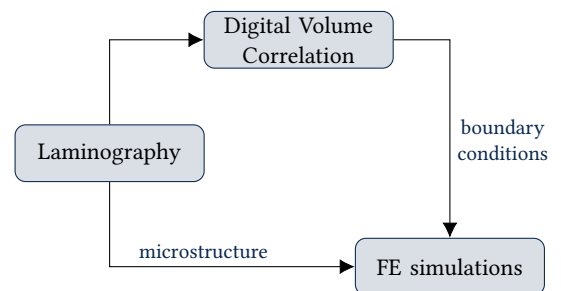 Digital Volume
Correlation
boundary
conditions
Laminography
microstructure
FE simulations